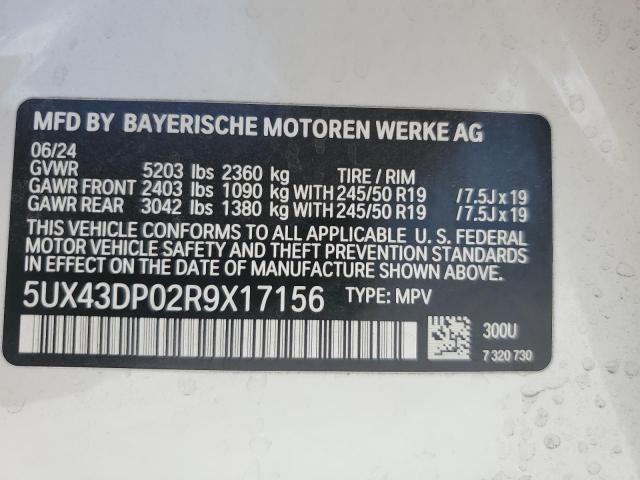 MFD BY BAYERISCHE MOTOREN WERKE AG
06/24
GVWR 5203 lbs 2360 kg TIRE / RIM
GAWR FRONT 2403 lbs 1090 kg WITH 245/50 R19 / 7.5J x 19
GAWR REAR 3042 lbs 1380 kg WITH 245/50 R19 / 7.5J x 19
THIS VEHICLE CONFORMS TO ALL APPLICABLE U. S. FEDERAL
MOTOR VEHICLE SAFETY AND THEFT PREVENTION STANDARDS
IN EFFECT ON THE DATE OF MANUFACTURE SHOWN ABOVE.
5UX43DP02R9X17156 TYPE: MPV
300U
7 320 730